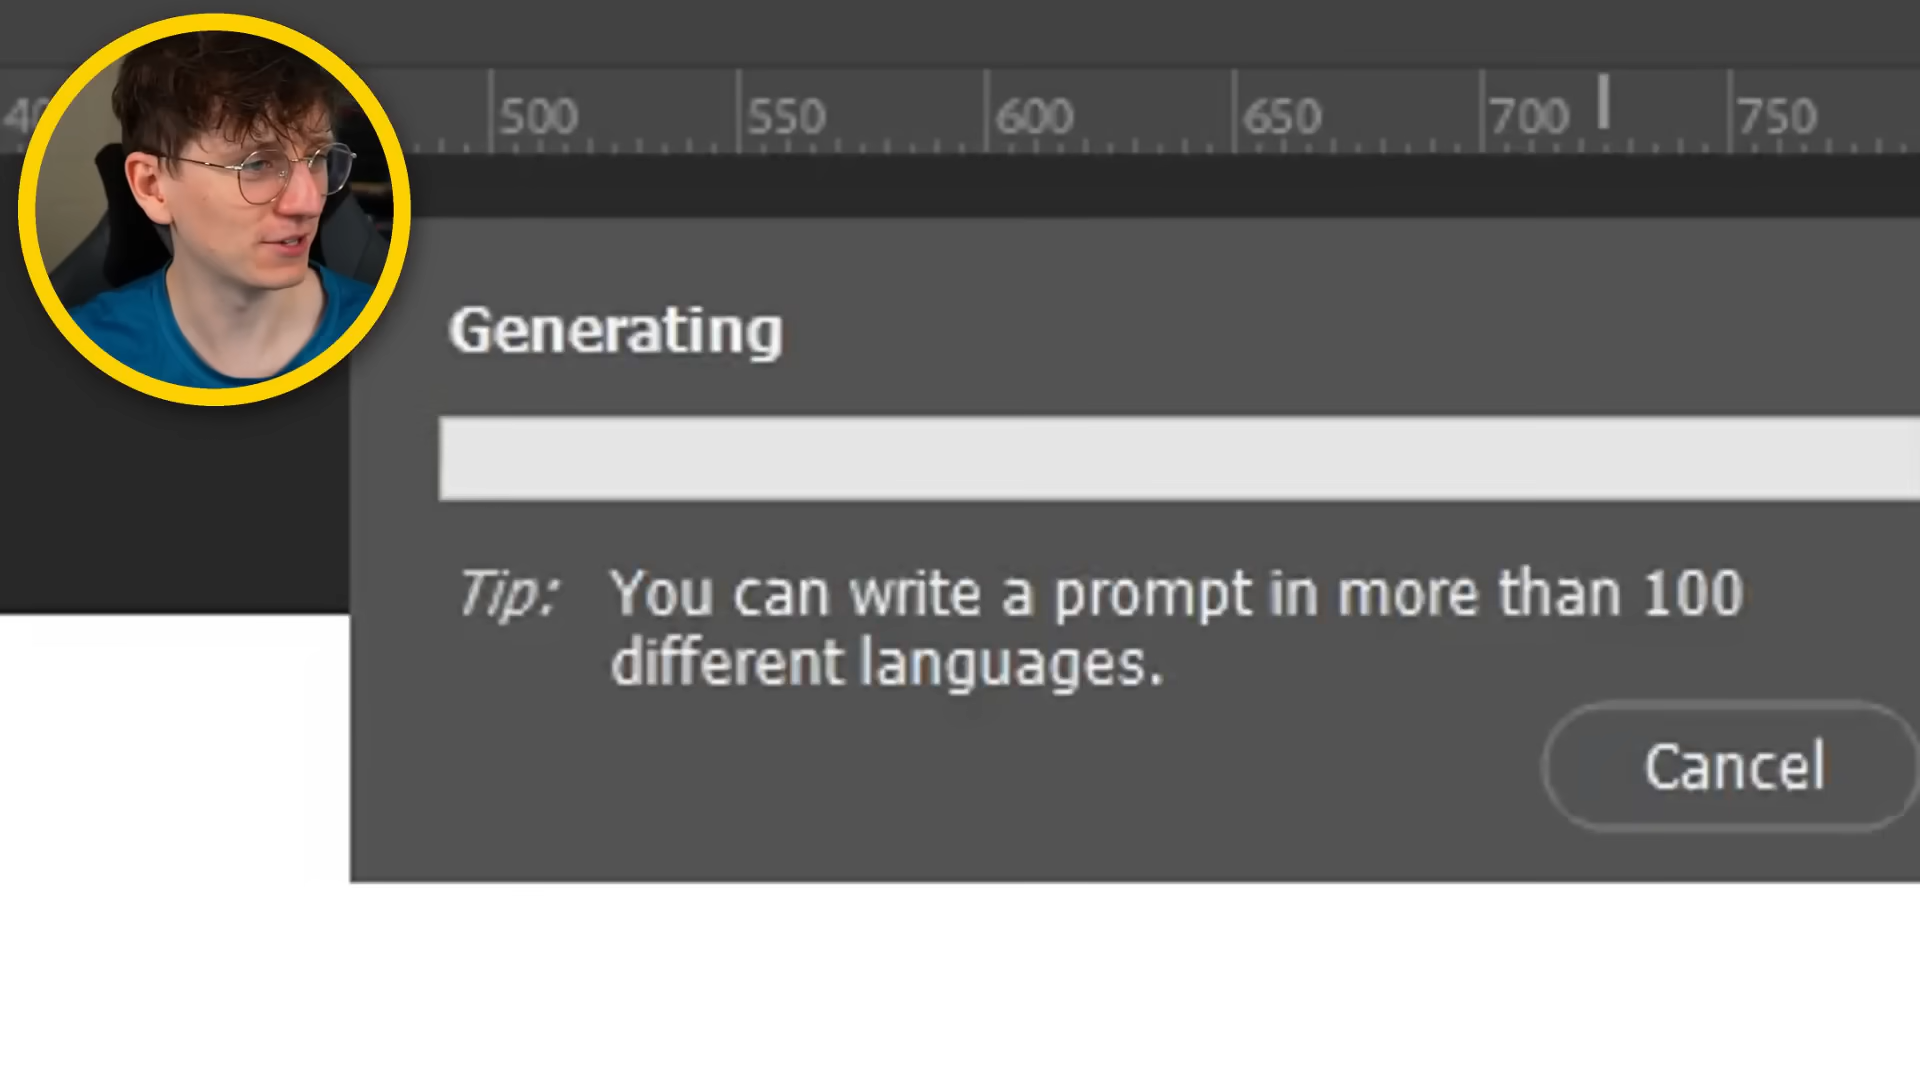 500 550 600 650 700 750
Generating
Tip: You can write a prompt in more than 100
different languages.
Cancel